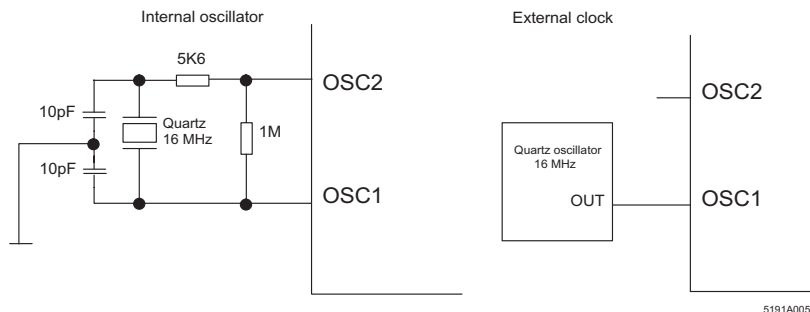 Internal oscillator
External clock
5K6
OSC2
OSC2
10pF
Quartz
16 MHz
1M
Quartz oscillator
16 MHz
10pF
OSC1
OUT
OSC1
5191A005